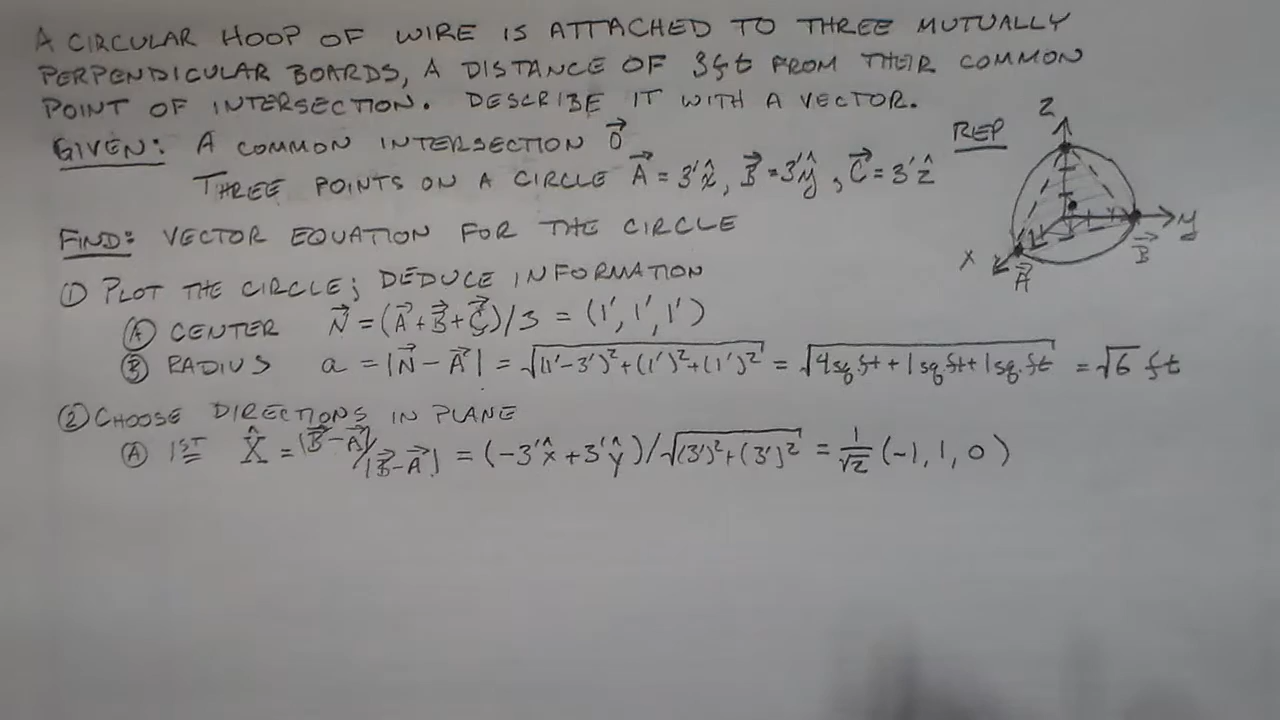 A CIRCULAR HOOP OF WIRE IS ATTACHED TO THREE MUTUALLY
PERPENDICULAR BOARDS, A DISTANCE OF 3ft FROM THEIR COMMON
POINT OF INTERSECTION. DESCRIBE IT WITH A VECTOR.
GIVEN: A COMMON INTERSECTION 0⃗
THREE POINTS ON A CIRCLE A⃗ = 3'x̂, B⃗ = 3'ŷ, C⃗ = 3'ẑ
REP
Z
y
X
A⃗
B⃗
FIND: VECTOR EQUATION FOR THE CIRCLE
① PLOT THE CIRCLE; DEDUCE INFORMATION
Ⓐ CENTER N⃗ = (A⃗+B⃗+C⃗)/3 = (1',1',1')
Ⓑ RADIUS a = |N⃗ - A⃗| = √((1'-3')²+(1')²+(1')²) = √(4sq.ft+1sq.ft+1sq.ft) = √6 ft
② CHOOSE DIRECTIONS IN PLANE
Ⓐ 1ST X̂ = (B⃗-A⃗)/|B⃗-A⃗| = (-3'x̂+3'ŷ)/√((3')²+(3')²) = 1/√2 (-1, 1, 0)